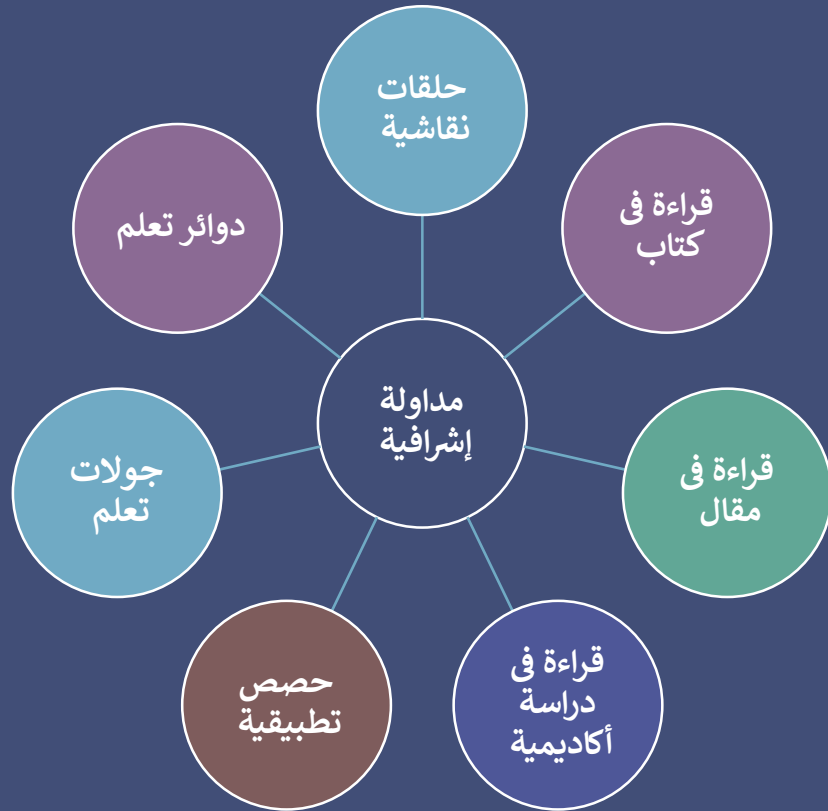 حلقات
نقاشية
قراءة فى
كتاب
قراءة فى
مقال
قراءة فى
دراسة
أكاديمية
حصص
تطبيقية
جولات
تعلم
دوائر تعلم
مداولة
إشرافية